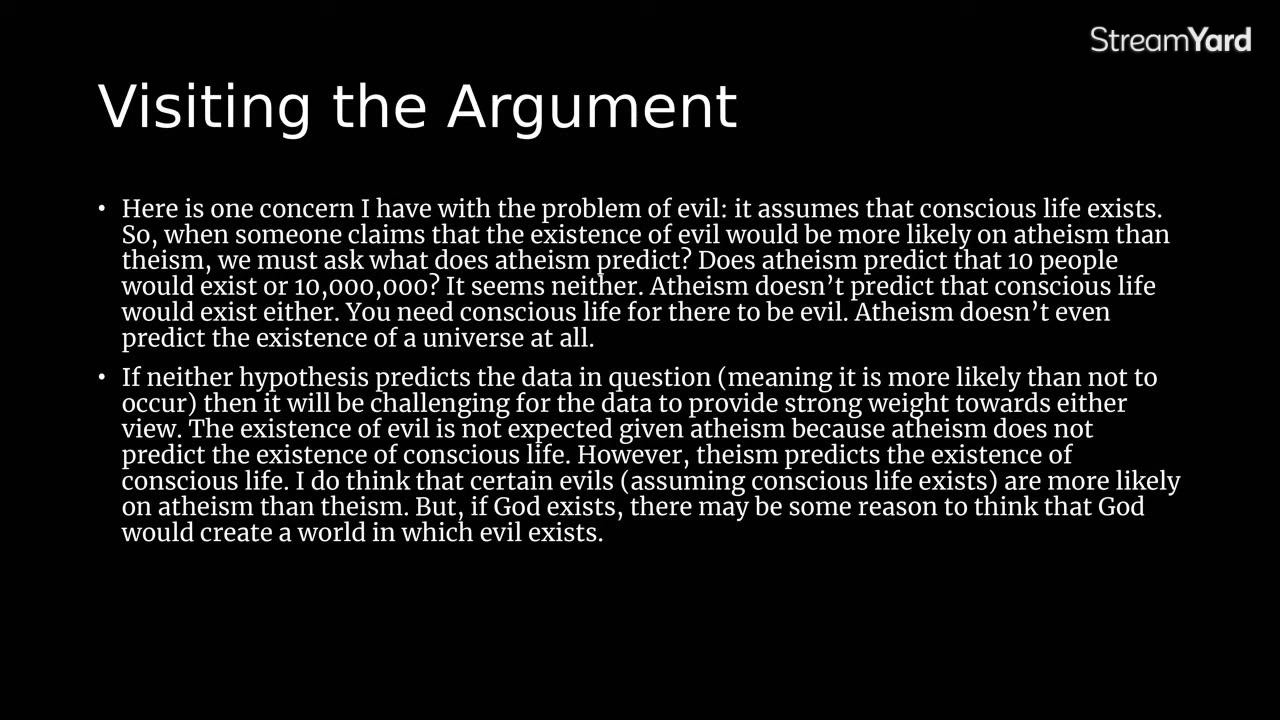 StreamYard
Visiting the Argument
• Here is one concern I have with the problem of evil: it assumes that conscious life exists.
So, when someone claims that the existence of evil would be more likely on atheism than
theism, we must ask what does atheism predict? Does atheism predict that 10 people
would exist or 10,000,000? It seems neither. Atheism doesn’t predict that conscious life
would exist either. You need conscious life for there to be evil. Atheism doesn’t even
predict the existence of a universe at all.
• If neither hypothesis predicts the data in question (meaning it is more likely than not to
occur) then it will be challenging for the data to provide strong weight towards either
view. The existence of evil is not expected given atheism because atheism does not
predict the existence of conscious life. However, theism predicts the existence of
conscious life. I do think that certain evils (assuming conscious life exists) are more likely
on atheism than theism. But, if God exists, there may be some reason to think that God
would create a world in which evil exists.